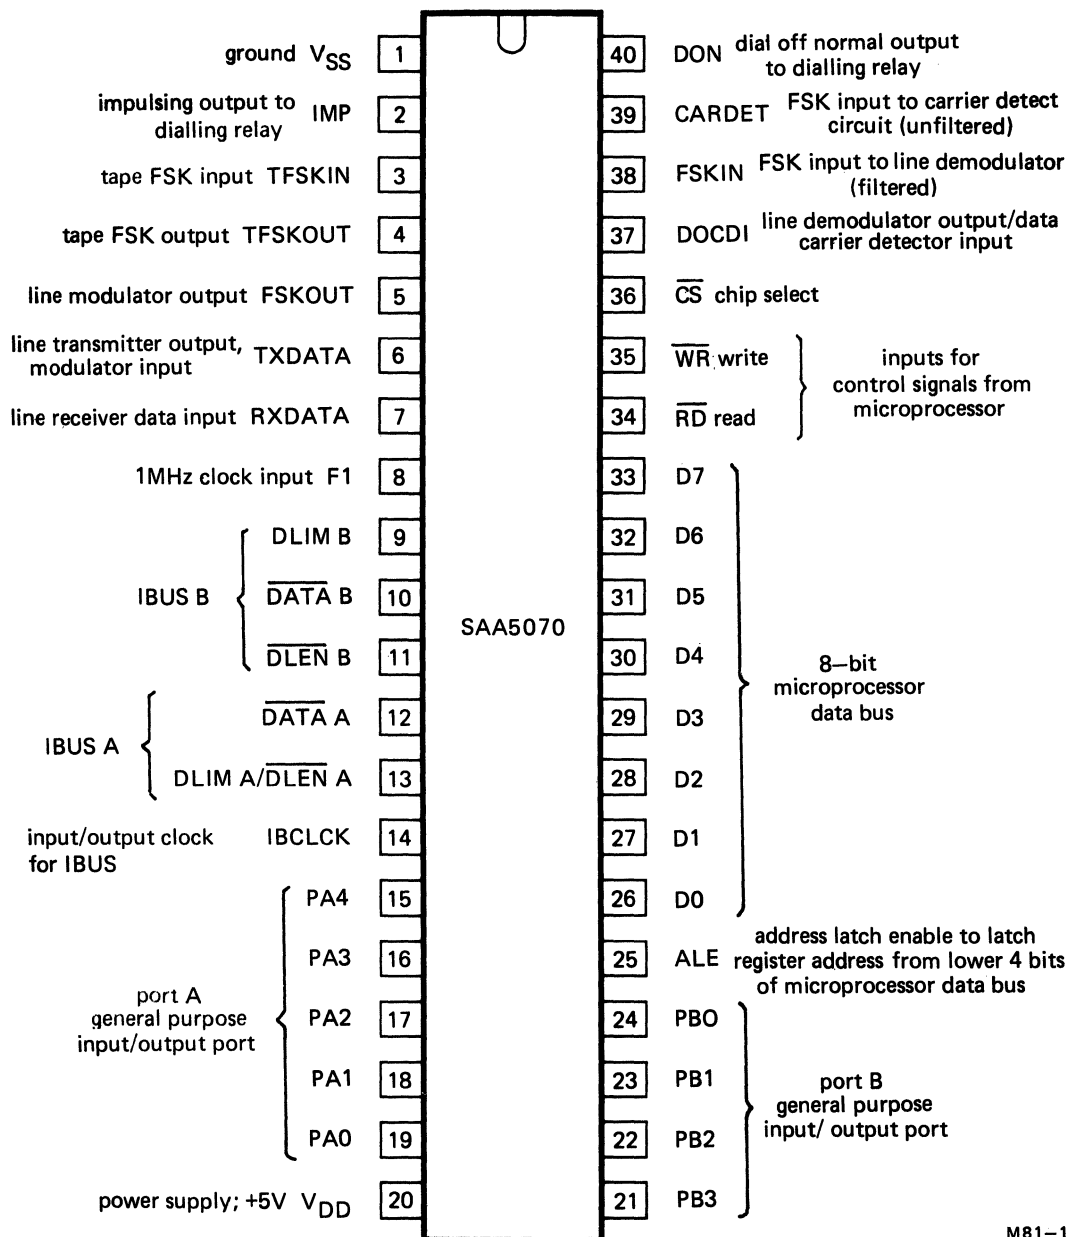 ground VSS 1
impulsing output to
dialling relay IMP 2
tape FSK input TFSKIN 3
tape FSK output TFSKOUT 4
line modulator output FSKOUT 5
line transmitter output,
modulator input TXDATA 6
line receiver data input RXDATA 7
1MHz clock input F1 8
IBUS B
DLIM B 9
D̅A̅T̅A̅ B 10
D̅L̅E̅N̅ B 11
IBUS A
D̅A̅T̅A̅ A 12
DLIM A/D̅L̅E̅N̅ A 13
input/output clock
for IBUS
IBCLCK 14
port A
general purpose
input/output port
PA4 15
PA3 16
PA2 17
PA1 18
PA0 19
power supply; +5V VDD 20
SAA5070
40 DON dial off normal output
to dialling relay
39 CARDET FSK input to carrier detect
circuit (unfiltered)
38 FSKIN FSK input to line demodulator
(filtered)
37 DOCDI line demodulator output/data
carrier detector input
36 C̅S̅ chip select
35 W̅R̅ write
34 R̅D̅ read
inputs for
control signals from
microprocessor
33 D7
32 D6
31 D5
30 D4
29 D3
28 D2
27 D1
26 D0
8–bit
microprocessor
data bus
25 ALE address latch enable to latch
register address from lower 4 bits
of microprocessor data bus
24 PB0
23 PB1
22 PB2
21 PB3
port B
general purpose
input/ output port
M81–1